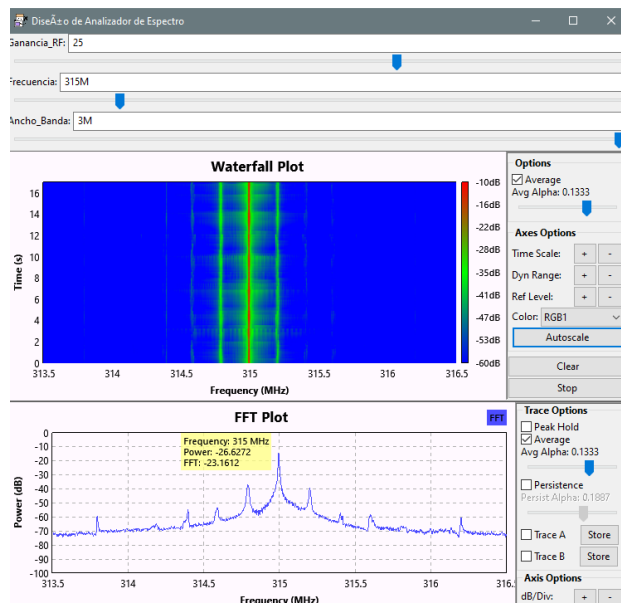 DiseÃ±o de Analizador de Espectro
Ganancia_RF: 25
Frecuencia: 315M
Ancho_Banda: 3M
Waterfall Plot
Time (s)
16
14
12
10
8
6
4
2
0
313.5 314 314.5 315 315.5 316 316.5
Frequency (MHz)
-10dB
-16dB
-22dB
-28dB
-35dB
-41dB
-47dB
-53dB
-60dB
Options
Average
Avg Alpha: 0.1333
Axes Options
Time Scale: + -
Dyn Range: + -
Ref Level: + -
Color: RGB1
Autoscale
Clear
Stop
FFT Plot
FFT
Power (dB)
0
-10
-20
-30
-40
-50
-60
-70
-80
-90
-100
Frequency: 315 MHz
Power: -26.6272
FFT: -23.1612
313.5 314 314.5 315 315.5 316 316.5
Frequency (MHz)
Trace Options
Peak Hold
Average
Avg Alpha: 0.1333
Persistence
Persist Alpha: 0.1887
Trace A Store
Trace B Store
Axis Options
dB/Div: + -